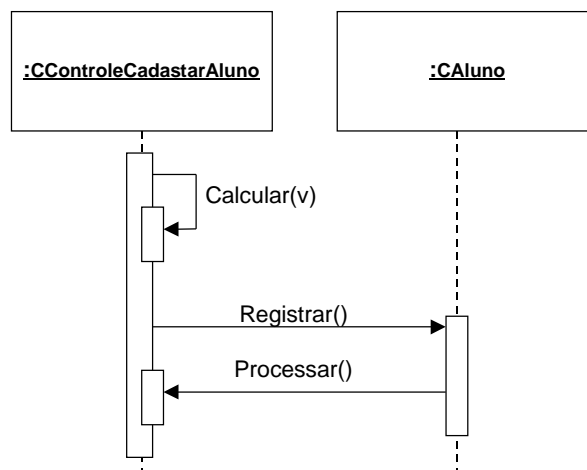 :CControleCadastarAluno
:CAluno
Calcular(v)
Registrar()
Processar()